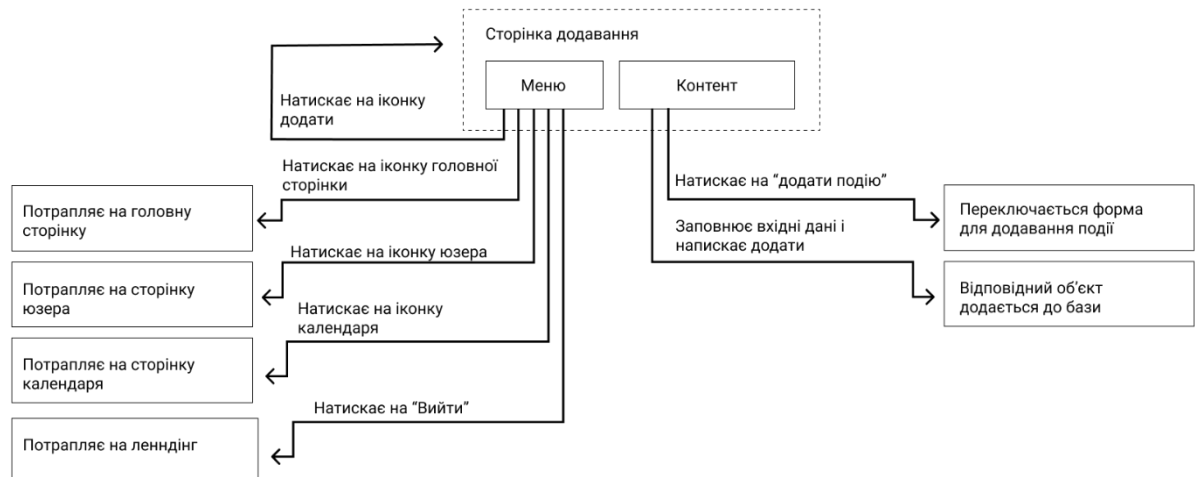 Сторінка додавання
Меню
Контент
Натискає на іконку
додати
Натискає на іконку головної
сторінки
Потрапляє на головну
сторінку
Натискає на іконку юзера
Потрапляє на сторінку
юзера
Натискає на іконку
календаря
Потрапляє на сторінку
календаря
Натискає на “Вийти”
Потрапляє на ленндінг
Натискає на “додати подію”
Переключається форма
для додавання події
Заповнює вхідні дані і
напискає додати
Відповідний об’єкт
додається до бази